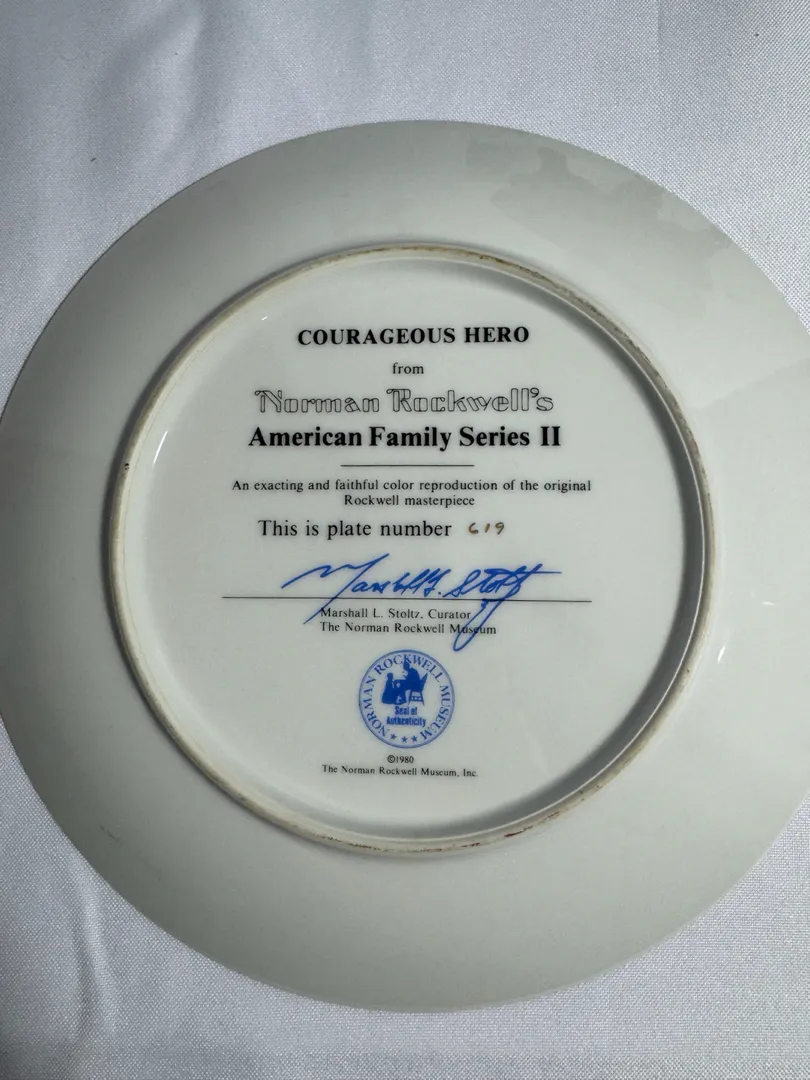 COURAGEOUS HERO
from
Norman Rockwell's
American Family Series II
An exacting and faithful color reproduction of the original
Rockwell masterpiece
This is plate number 619
Marshall L. Stoltz
Marshall L. Stoltz, Curator
The Norman Rockwell Museum
NORMAN ROCKWELL MUSEUM
Seal of
Authenticity
©1980
The Norman Rockwell Museum, Inc.